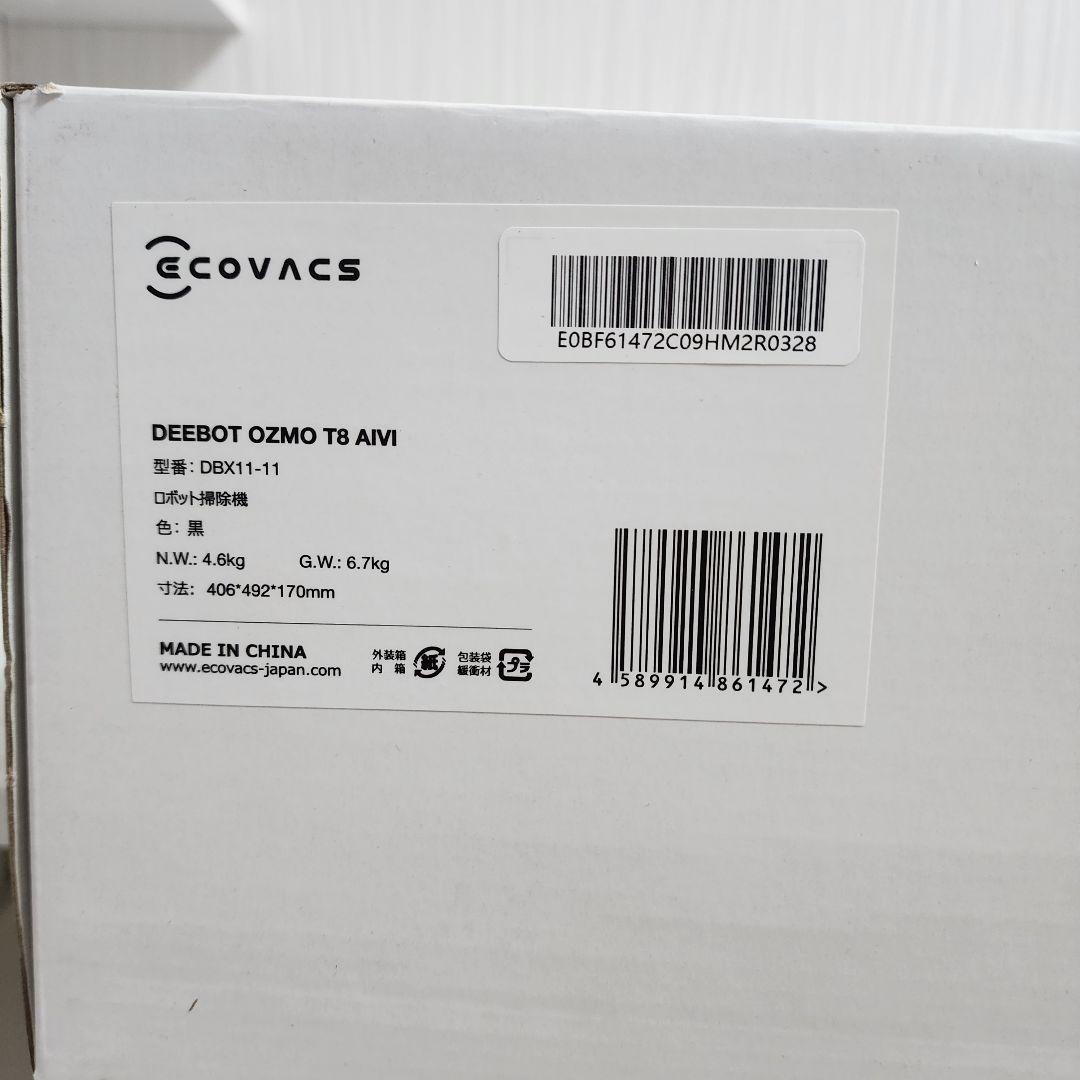 ECOVACS
E0BF61472C09HM2R0328
DEEBOT OZMO T8 AIVI
型番: DBX11-11
ロボット掃除機
色: 黒
N.W.: 4.6kg G.W.: 6.7kg
寸法: 406*492*170mm
MADE IN CHINA
www.ecovacs-japan.com
外装箱
内 箱
紙
包装袋
緩衝材
プラ
4 589914 861472 >